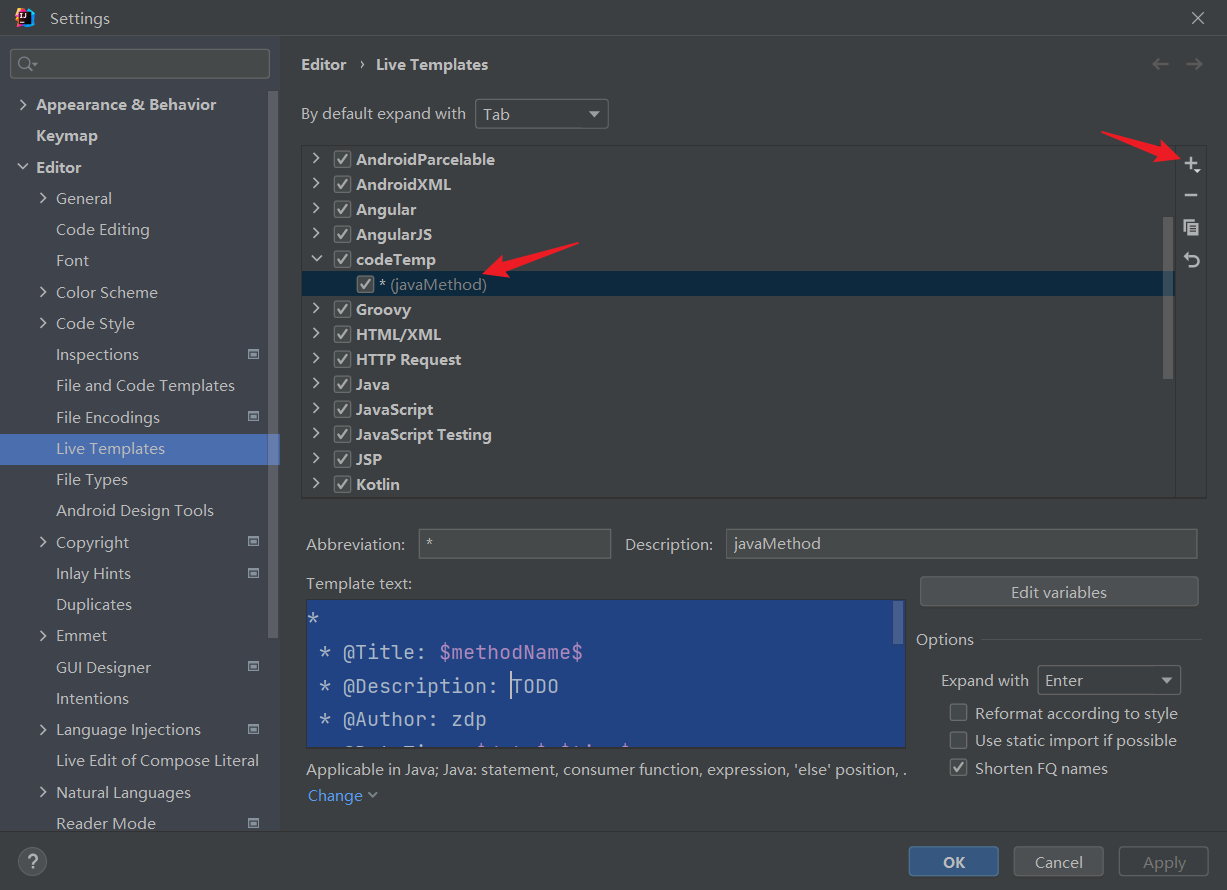 Settings
Editor › Live Templates
Appearance & Behavior
Keymap
Editor
General
Code Editing
Font
Color Scheme
Code Style
Inspections
File and Code Templates
File Encodings
Live Templates
File Types
Android Design Tools
Copyright
Inlay Hints
Duplicates
Emmet
GUI Designer
Intentions
Language Injections
Live Edit of Compose Literal
Natural Languages
Reader Mode
By default expand with Tab
AndroidParcelable
AndroidXML
Angular
AngularJS
codeTemp
* (javaMethod)
Groovy
HTML/XML
HTTP Request
Java
JavaScript
JavaScript Testing
JSP
Kotlin
Abbreviation: * Description: javaMethod
Template text:
*
* @Title: $methodName$
* @Description: TODO
* @Author: zdp
Applicable in Java; Java: statement, consumer function, expression, 'else' position, .
Change
Edit variables
Options
Expand with Enter
Reformat according to style
Use static import if possible
Shorten FQ names
? OK Cancel Apply